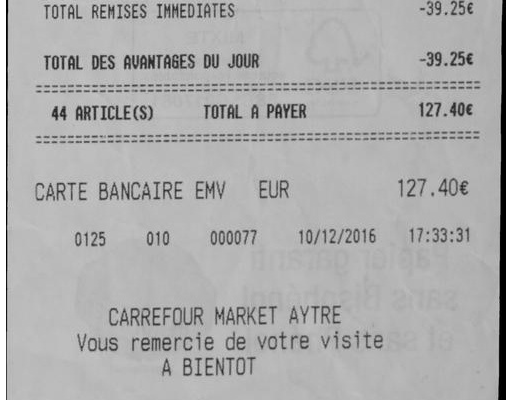 TOTAL REMISES IMMEDIATES -39.25€
TOTAL DES AVANTAGES DU JOUR -39.25€
================================================
44 ARTICLE(S) TOTAL A PAYER 127.40€
================================================
CARTE BANCAIRE EMV EUR 127.40€
0125 010 000077 10/12/2016 17:33:31
CARREFOUR MARKET AYTRE
Vous remercie de votre visite
A BIENTOT